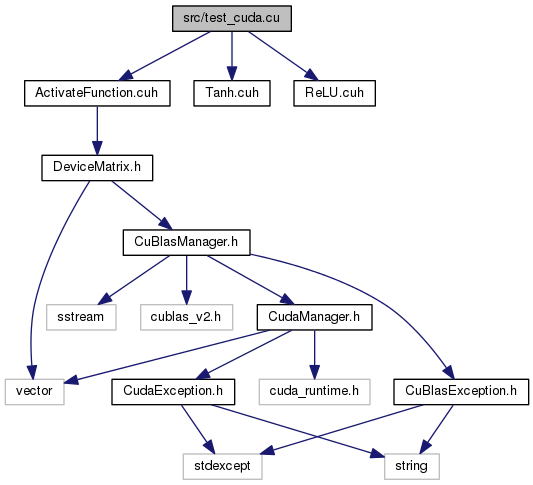 src/test_cuda.cu
ActivateFunction.cuh
Tanh.cuh
ReLU.cuh
DeviceMatrix.h
CuBlasManager.h
sstream
cublas_v2.h
CudaManager.h
vector
CudaException.h
cuda_runtime.h
CuBlasException.h
stdexcept
string